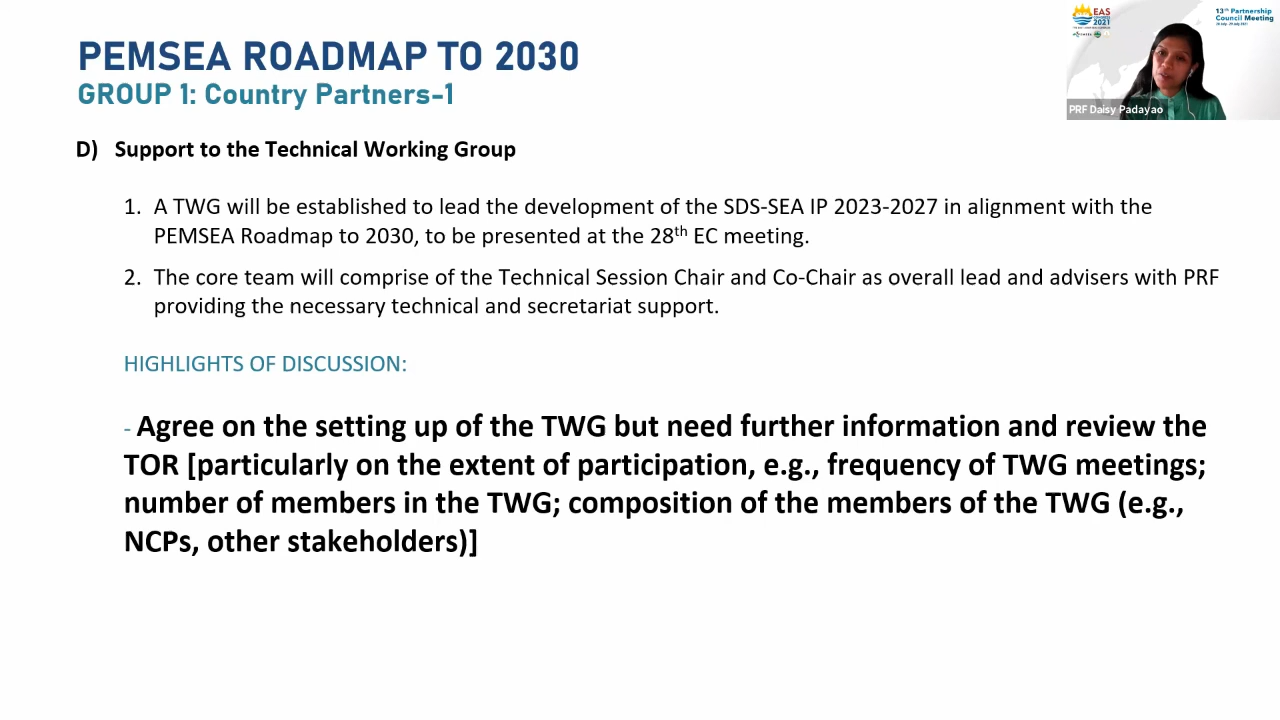 PEMSEA ROADMAP TO 2030
GROUP 1: Country Partners-1
EAS
2021
13th Partnership
Council Meeting
PRF Daisy Padayao
D) Support to the Technical Working Group
1. A TWG will be established to lead the development of the SDS-SEA IP 2023-2027 in alignment with the
PEMSEA Roadmap to 2030, to be presented at the 28th EC meeting.
2. The core team will comprise of the Technical Session Chair and Co-Chair as overall lead and advisers with PRF
providing the necessary technical and secretariat support.
HIGHLIGHTS OF DISCUSSION:
- Agree on the setting up of the TWG but need further information and review the
TOR [particularly on the extent of participation, e.g., frequency of TWG meetings;
number of members in the TWG; composition of the members of the TWG (e.g.,
NCPs, other stakeholders)]